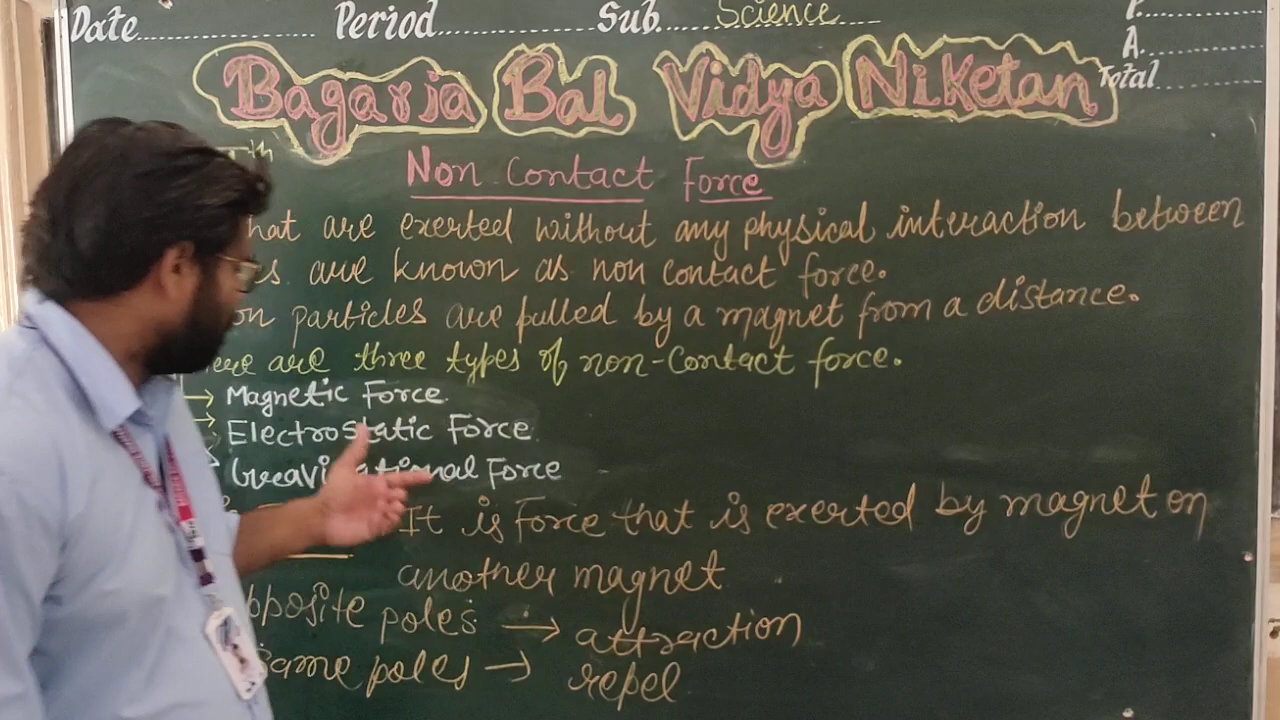 Date............ Period.......... Sub..... Science
P.
A.
Total
Bagaria Bal Vidya Niketan
Non Contact Force
hat are exerted without any physical interaction between
s are known as non contact force.
on particles are pulled by a magnet from a distance.
ere are three types of non-Contact force.
→ Magnetic Force.
→ Electrostatic Force.
Force
It is Force that is exerted by magnet on
another magnet
pposite poles → attraction
same poles → repel